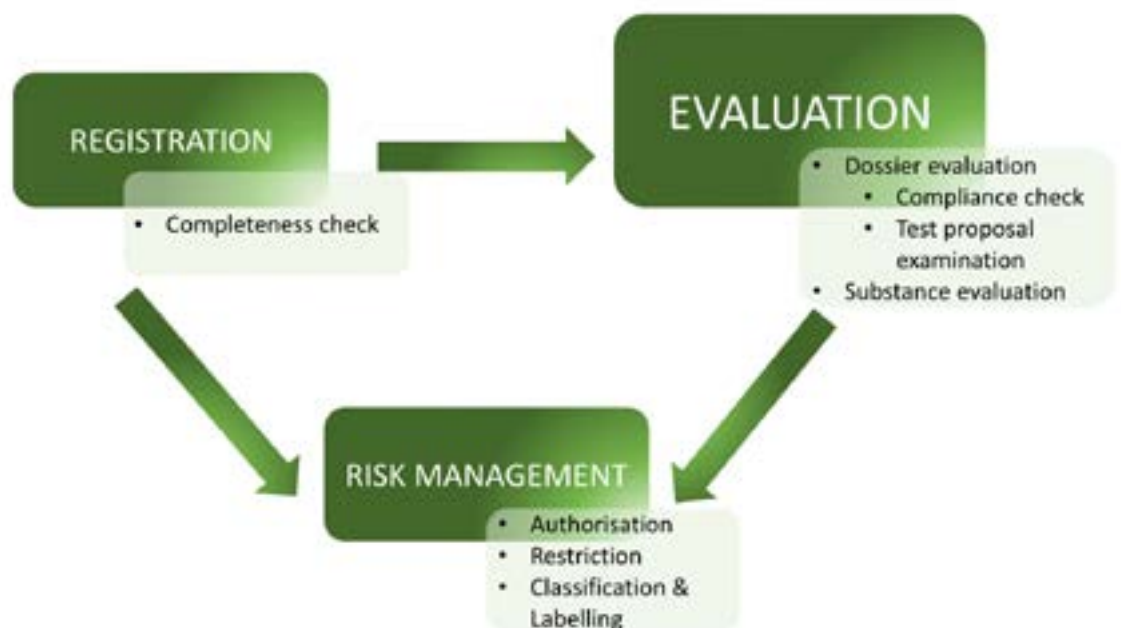 REGISTRATION
• Completeness check
EVALUATION
• Dossier evaluation
• Compliance check
• Test proposal
examination
• Substance evaluation
RISK MANAGEMENT
• Authorisation
• Restriction
• Classification &
Labelling